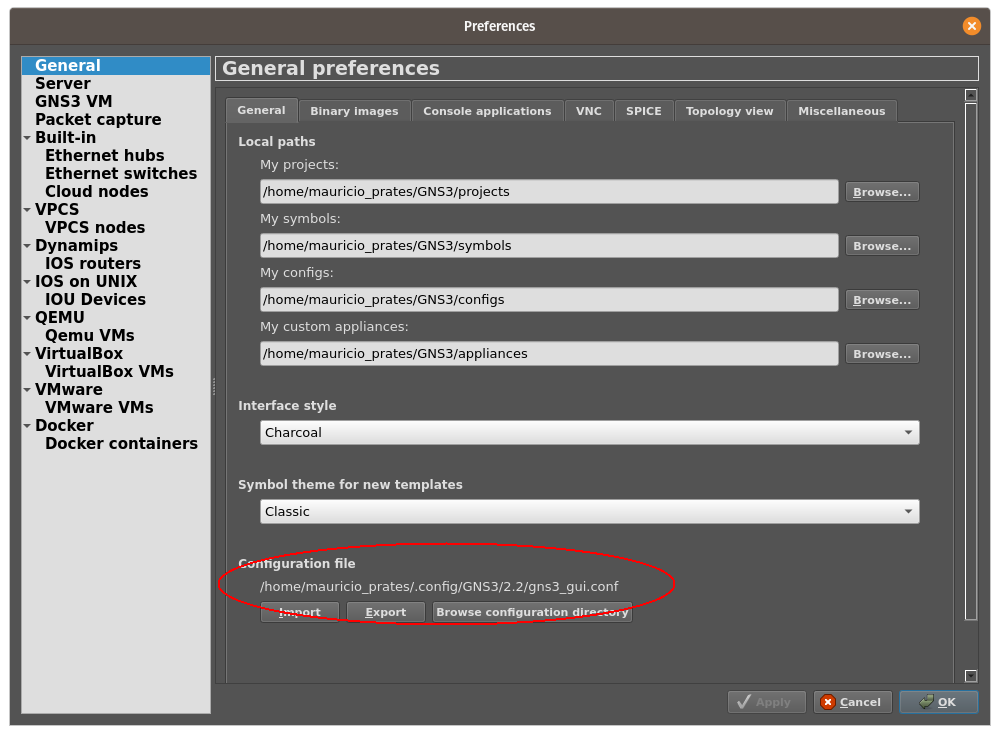 Preferences
General
Server
GNS3 VM
Packet capture
Built-in
Ethernet hubs
Ethernet switches
Cloud nodes
VPCS
VPCS nodes
Dynamips
IOS routers
IOS on UNIX
IOU Devices
QEMU
Qemu VMs
VirtualBox
VirtualBox VMs
VMware
VMware VMs
Docker
Docker containers
General preferences
General Binary images Console applications VNC SPICE Topology view Miscellaneous
Local paths
My projects:
/home/mauricio_prates/GNS3/projects Browse...
My symbols:
/home/mauricio_prates/GNS3/symbols Browse...
My configs:
/home/mauricio_prates/GNS3/configs Browse...
My custom appliances:
/home/mauricio_prates/GNS3/appliances Browse...
Interface style
Charcoal
Symbol theme for new templates
Classic
Configuration file
/home/mauricio_prates/.config/GNS3/2.2/gns3_gui.conf
Import Export Browse configuration directory
Apply Cancel OK